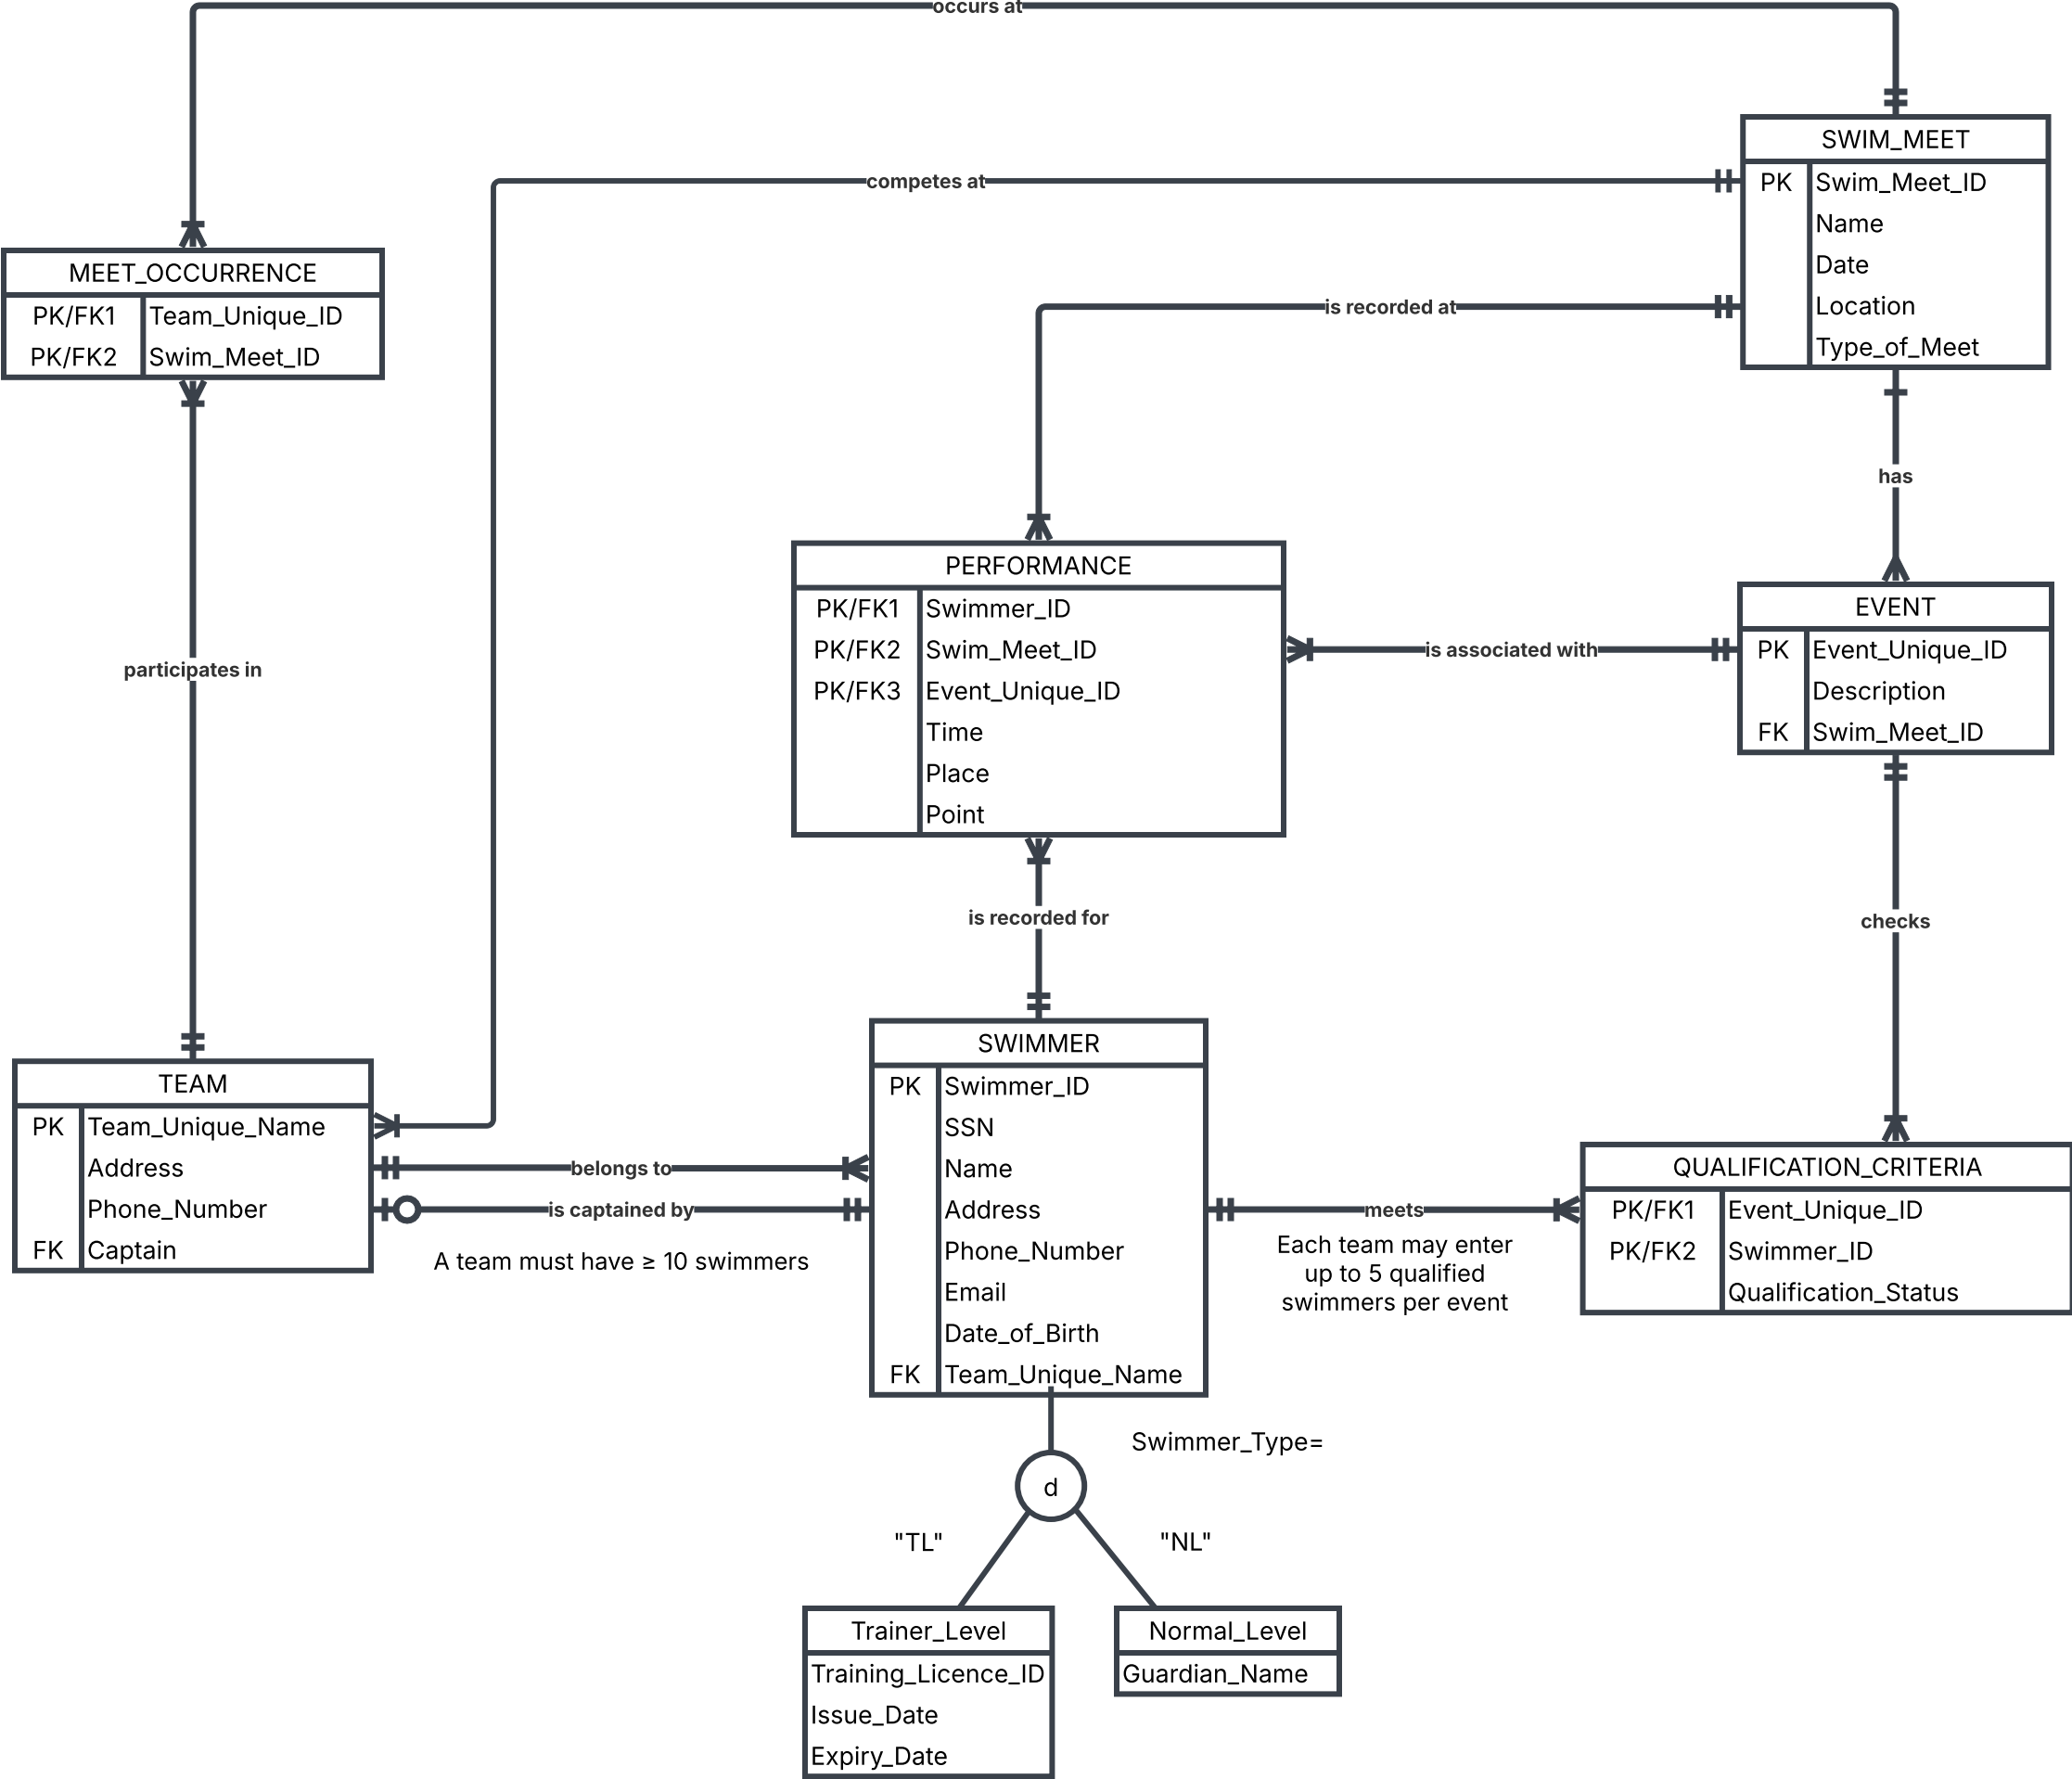 occurs at
SWIM_MEET
PK Swim_Meet_ID
Name
Date
Location
Type_of_Meet
competes at
MEET_OCCURRENCE
PK/FK1 Team_Unique_ID
PK/FK2 Swim_Meet_ID
is recorded at
has
PERFORMANCE
PK/FK1 Swimmer_ID
PK/FK2 Swim_Meet_ID
PK/FK3 Event_Unique_ID
Time
Place
Point
is associated with
EVENT
PK Event_Unique_ID
Description
FK Swim_Meet_ID
participates in
is recorded for
checks
TEAM
PK Team_Unique_Name
Address
Phone_Number
FK Captain
belongs to
is captained by
A team must have ≥ 10 swimmers
SWIMMER
PK Swimmer_ID
SSN
Name
Address
Phone_Number
Email
Date_of_Birth
FK Team_Unique_Name
meets
Each team may enter
up to 5 qualified
swimmers per event
QUALIFICATION_CRITERIA
PK/FK1 Event_Unique_ID
PK/FK2 Swimmer_ID
Qualification_Status
Swimmer_Type=
d
"TL"
"NL"
Trainer_Level
Training_Licence_ID
Issue_Date
Expiry_Date
Normal_Level
Guardian_Name